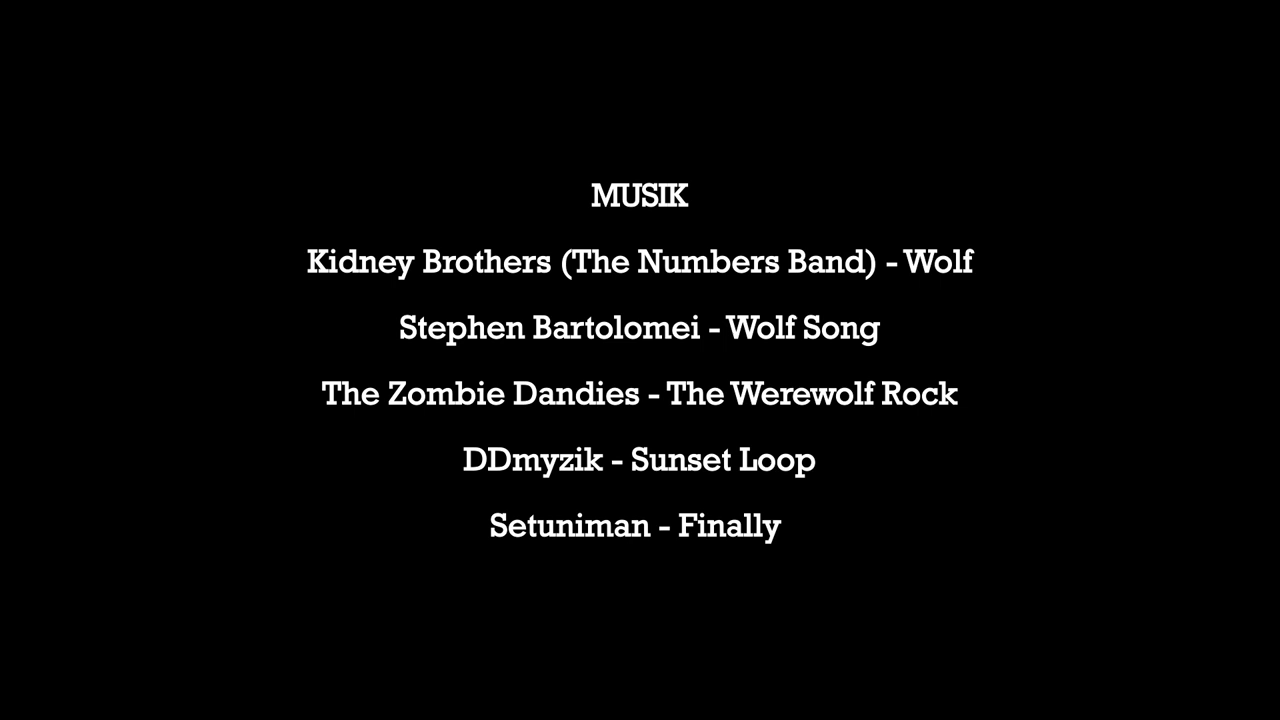 MUSIK
Kidney Brothers (The Numbers Band) - Wolf
Stephen Bartolomei - Wolf Song
The Zombie Dandies - The Werewolf Rock
DDmyzik - Sunset Loop
Setuniman - Finally